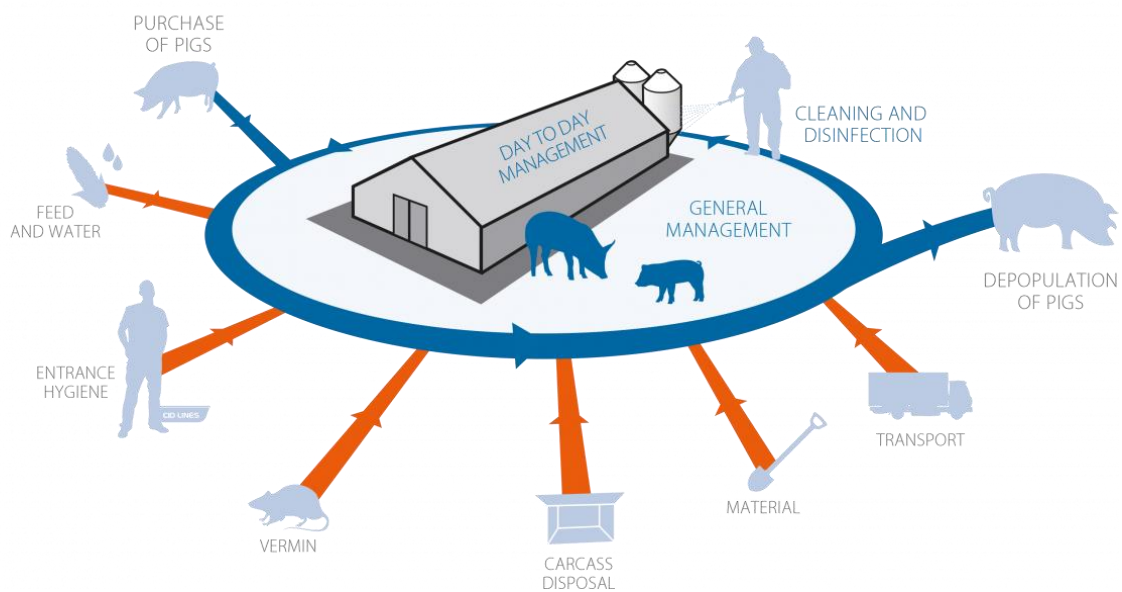 PURCHASE
OF PIGS
CLEANING AND
DISINFECTION
DAY TO DAY
MANAGEMENT
FEED
AND WATER
GENERAL
MANAGEMENT
DEPOPULATION
OF PIGS
ENTRANCE
HYGIENE
CID LINES
TRANSPORT
MATERIAL
VERMIN
CARCASS
DISPOSAL